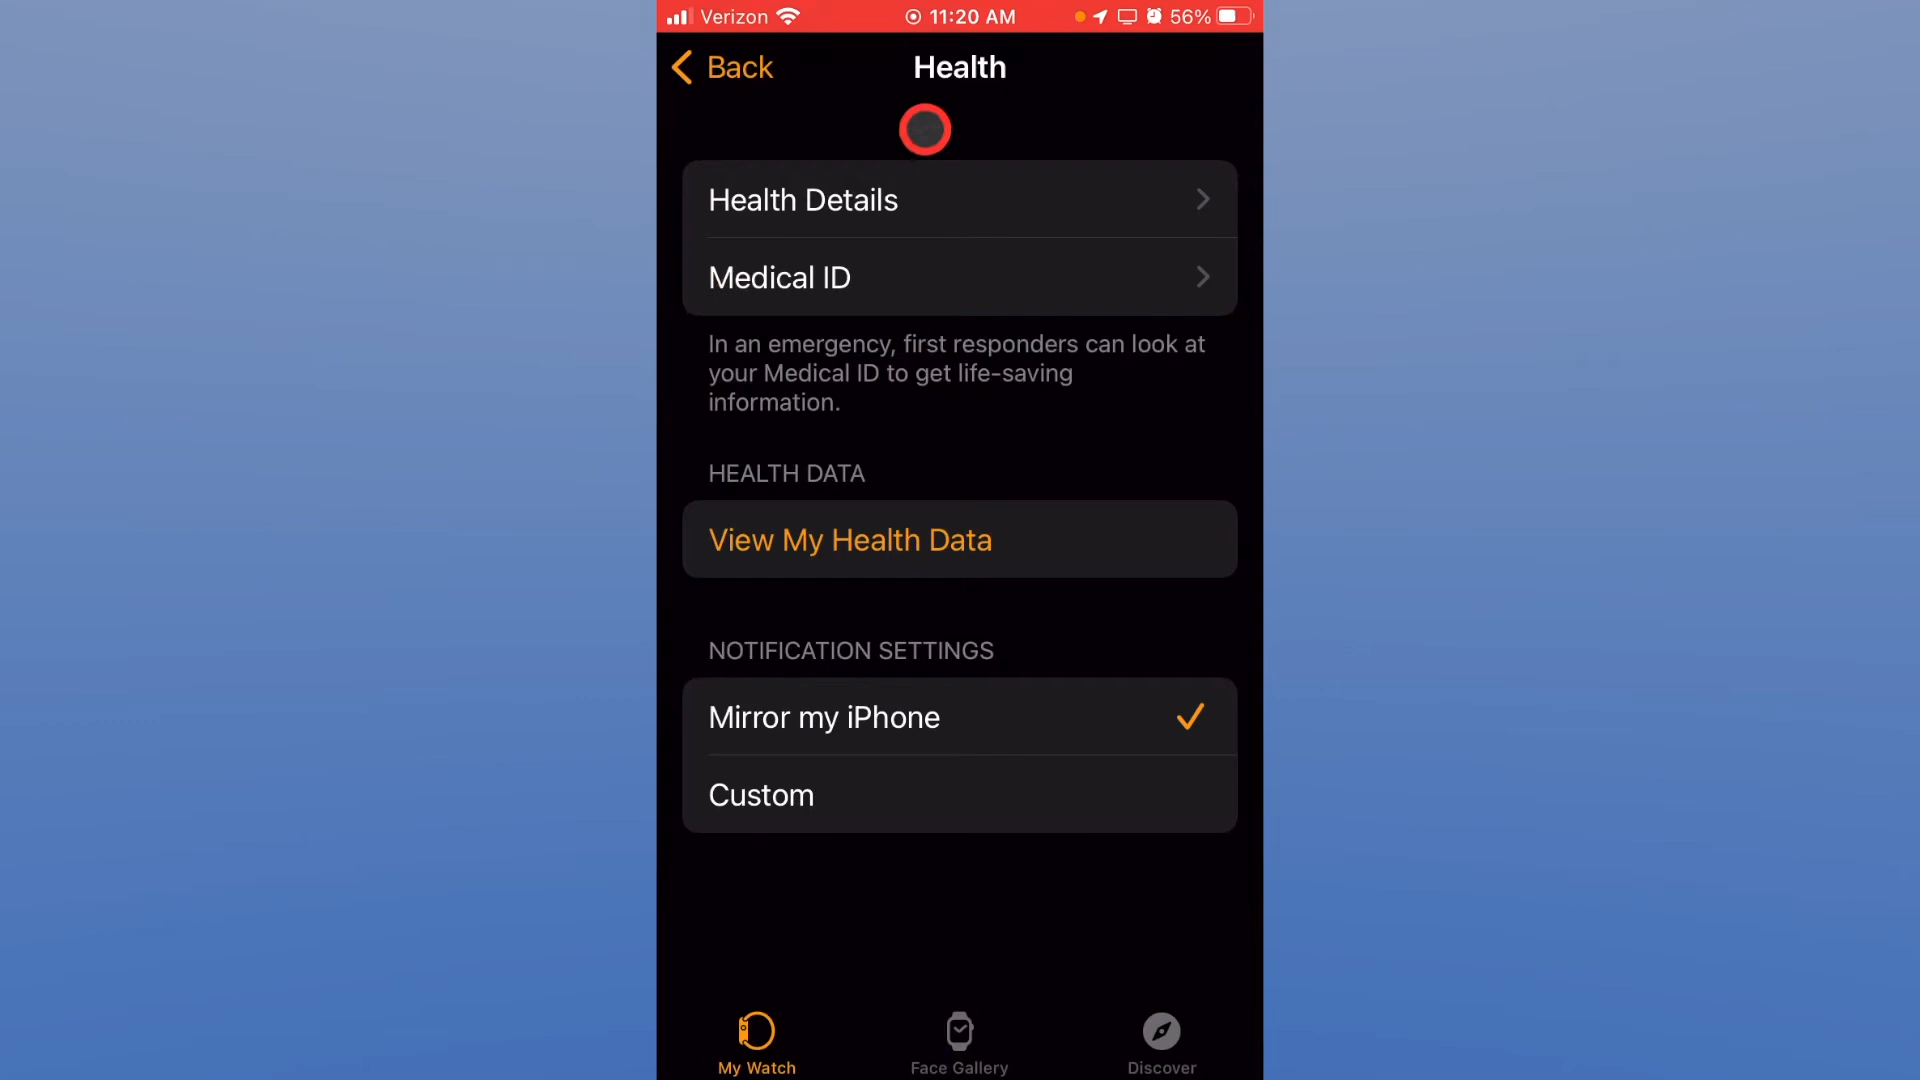 Verizon 11:20 AM 56%
Back Health
Health Details
Medical ID
In an emergency, first responders can look at
your Medical ID to get life-saving
information.
HEALTH DATA
View My Health Data
NOTIFICATION SETTINGS
Mirror my iPhone
Custom
My Watch Face Gallery Discover